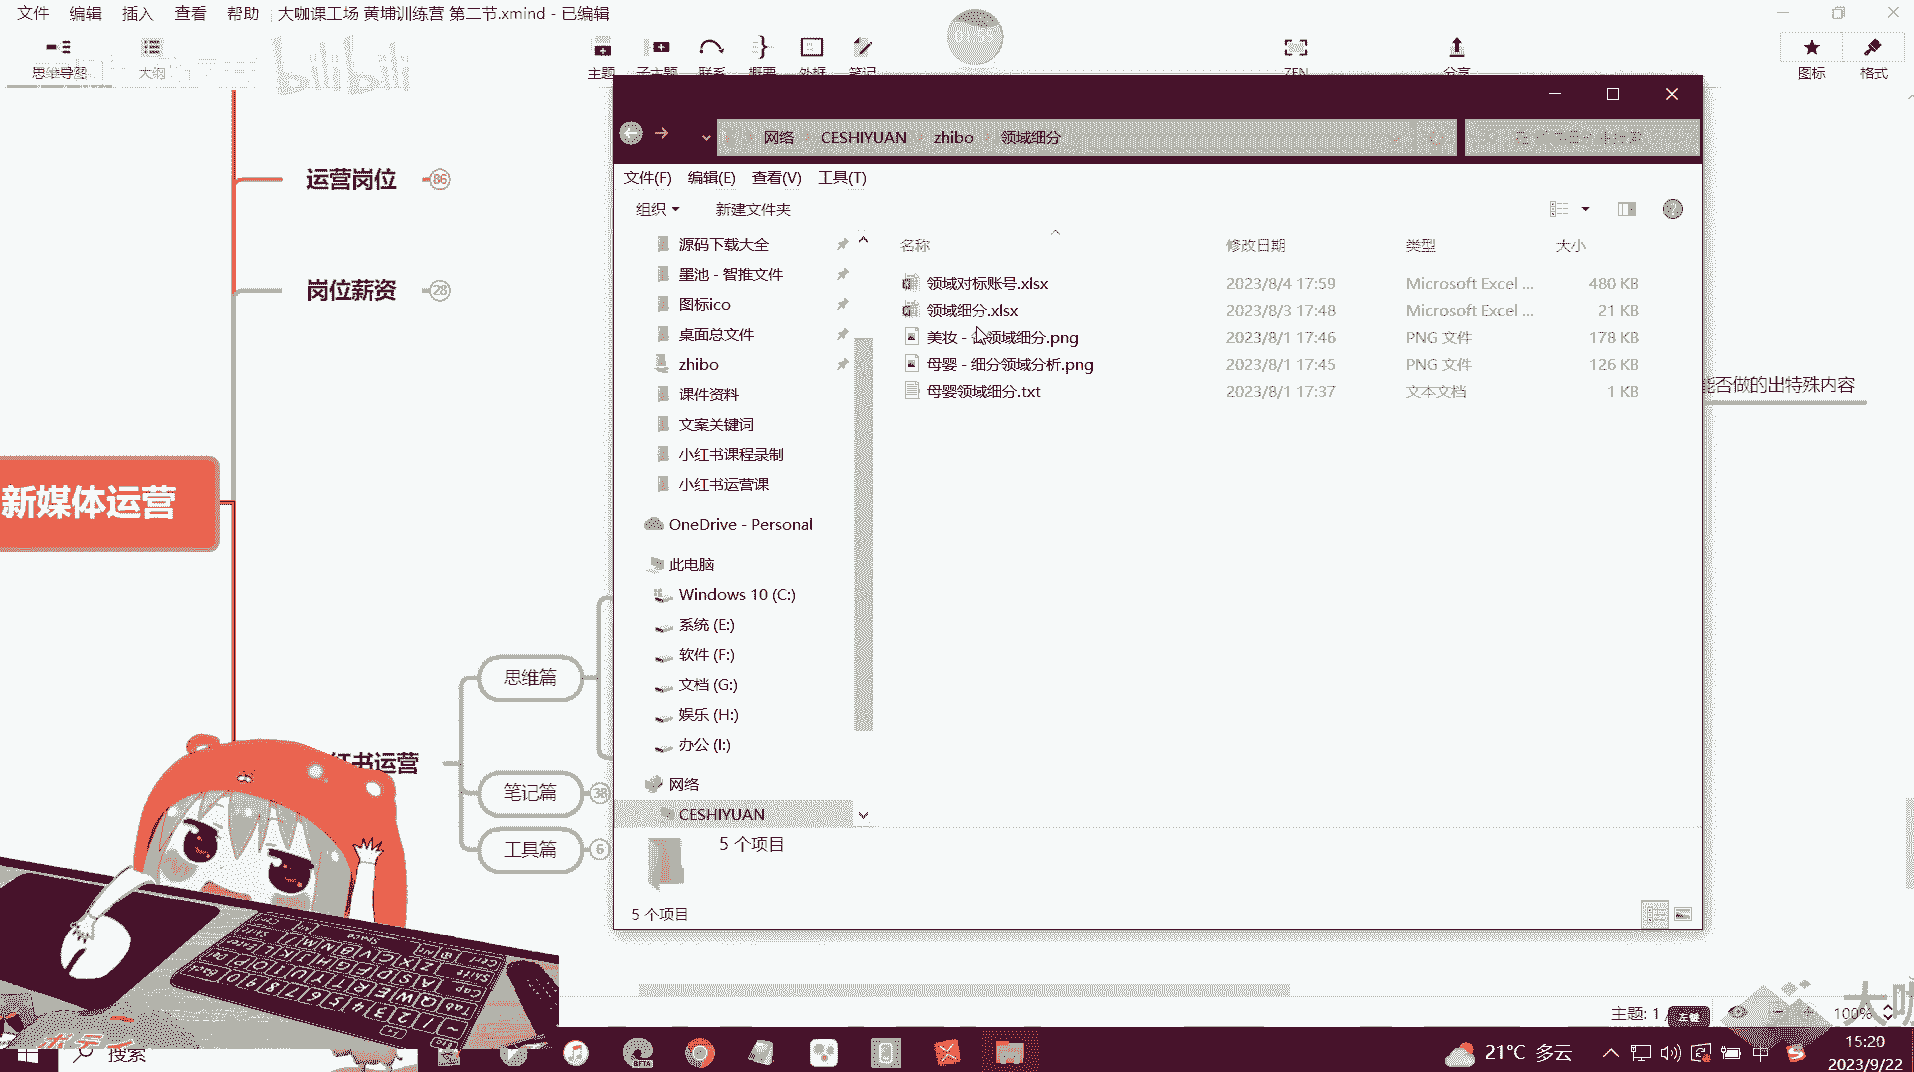 文件 编辑 插入 查看 帮助 大咖课工场 黄埔训练营 第二节.xmind - 已编辑
bilibili
思维导图 大纲 主题 子主题 联系 概要 外框 笔记 ZEN 分享 图标 格式
网络 CESHIYUAN zhibo 领域细分
文件(F) 编辑(E) 查看(V) 工具(T)
组织 新建文件夹
名称 修改日期 类型 大小
领域对标账号.xlsx 2023/8/4 17:59 Microsoft Excel ... 480 KB
领域细分.xlsx 2023/8/3 17:48 Microsoft Excel ... 21 KB
美妆 - 领域细分.png 2023/8/1 17:46 PNG 文件 178 KB
母婴 - 细分领域分析.png 2023/8/1 17:45 PNG 文件 126 KB
母婴领域细分.txt 2023/8/1 17:37 文本文档 1 KB
源码下载大全
墨池 - 智推文件
图标ico
桌面总文件
zhibo
课件资料
文案关键词
小红书课程录制
小红书运营课
OneDrive - Personal
此电脑
Windows 10 (C:)
系统 (E:)
软件 (F:)
文档 (G:)
娱乐 (H:)
办公 (I:)
网络
CESHIYUAN
5 个项目
5 个项目
运营岗位 86
岗位薪资 28
新媒体运营
书运营
思维篇
笔记篇 38
工具篇 6
能否做的出特殊内容
主题: 1 /
左键
100%
大咖
搜索
BETA
21°C 多云
中
15:20
2023/9/22